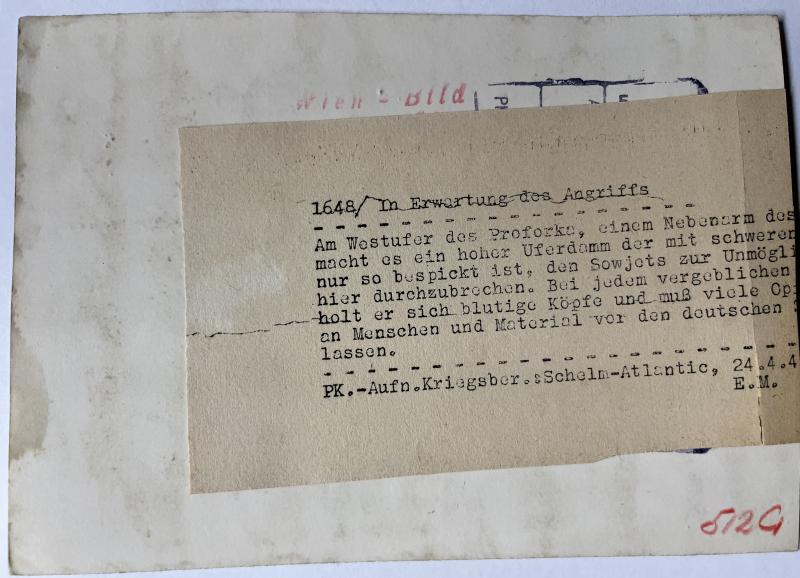 Wien - Bild
1648/ In Erwartung des Angriffs
- - - - - - - - - - - - - - - - - -
Am Westufer des Proforka, einem Nebenarm des
macht es ein hoher Uferdamm der mit schweren
nur so bespickt ist, den Sowjets zur Unmögli
hier durchzubrechen. Bei jedem vergeblichen
holt er sich blutige Köpfe und muß viele Op
an Menschen und Material vor den deutschen
lassen.
- - - - - - - - - - - - - - - - - - - -
PK.-Aufn.Kriegsber.:Schelm-Atlantic, 24.4.4
E.M.
512G